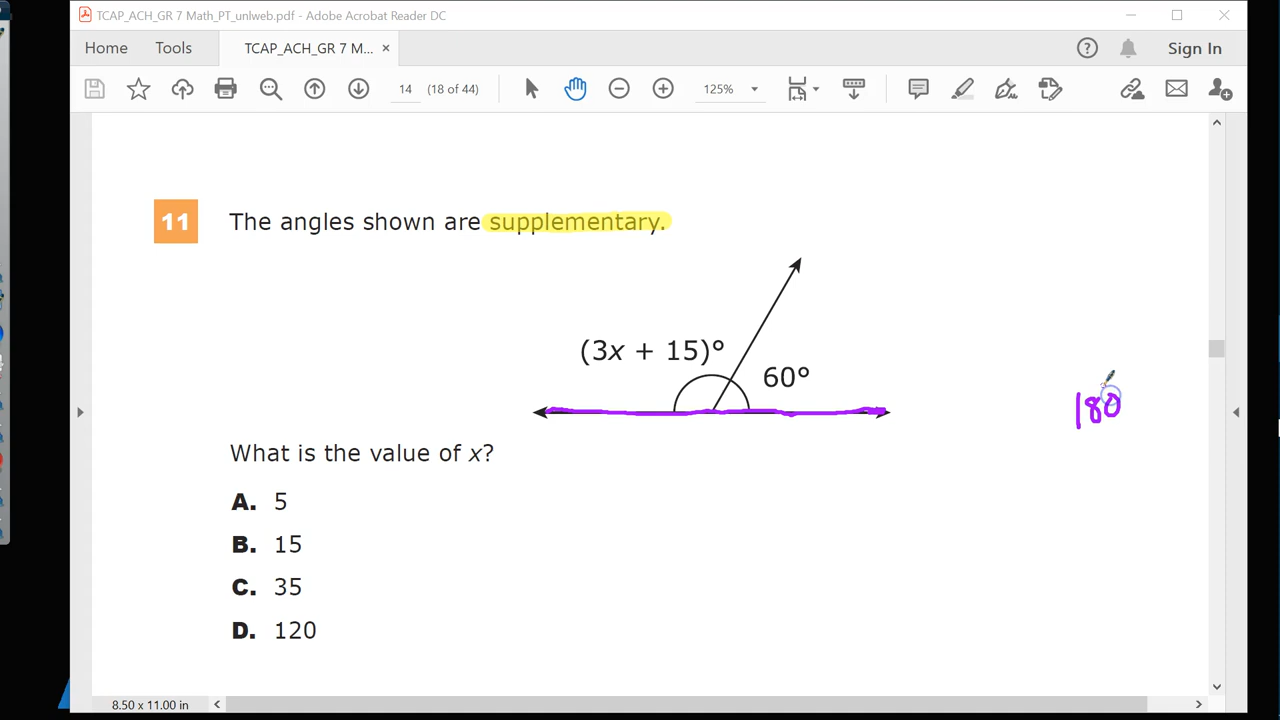 TCAP_ACH_GR 7 Math_PT_unlweb.pdf - Adobe Acrobat Reader DC
Home Tools TCAP_ACH_GR 7 M... × Sign In
14 (18 of 44) 125%
11 The angles shown are supplementary.
(3x + 15)°
60°
180
What is the value of x?
A. 5
B. 15
C. 35
D. 120
8.50 x 11.00 in